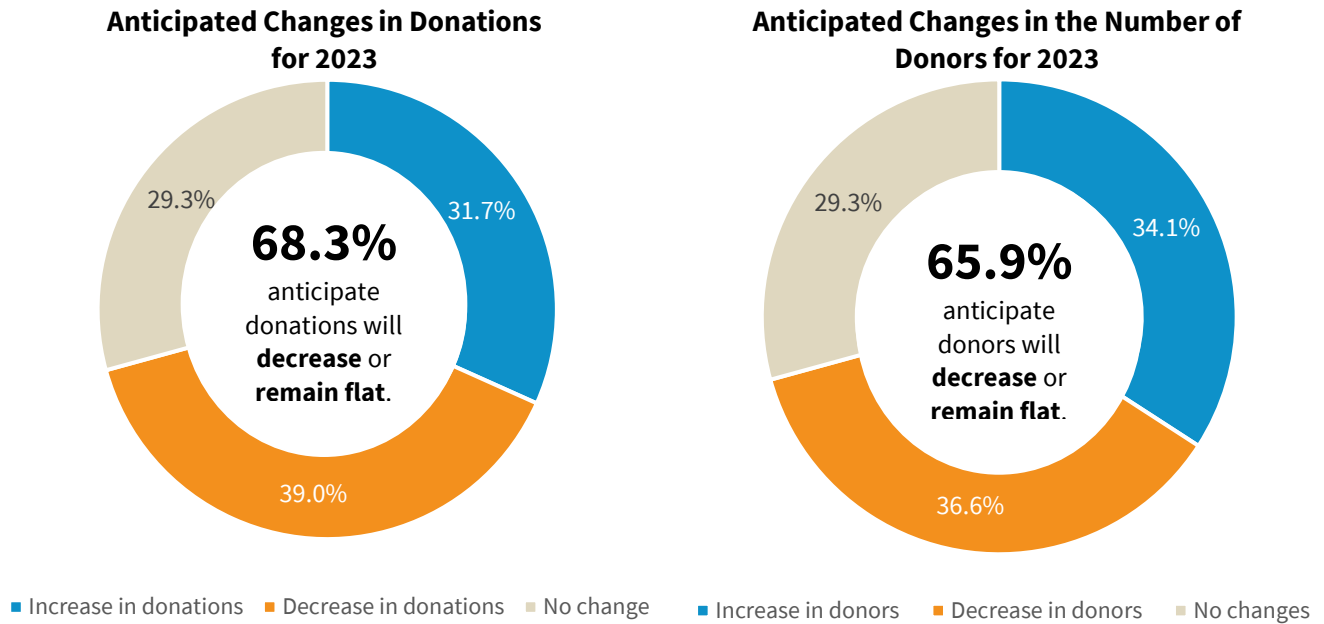 Anticipated Changes in Donations
for 2023
29.3%
31.7%
68.3%
anticipate
donations will
decrease or
remain flat.
39.0%
Increase in donations
Decrease in donations
No change
Anticipated Changes in the Number of
Donors for 2023
29.3%
34.1%
65.9%
anticipate
donors will
decrease or
remain flat.
36.6%
Increase in donors
Decrease in donors
No changes